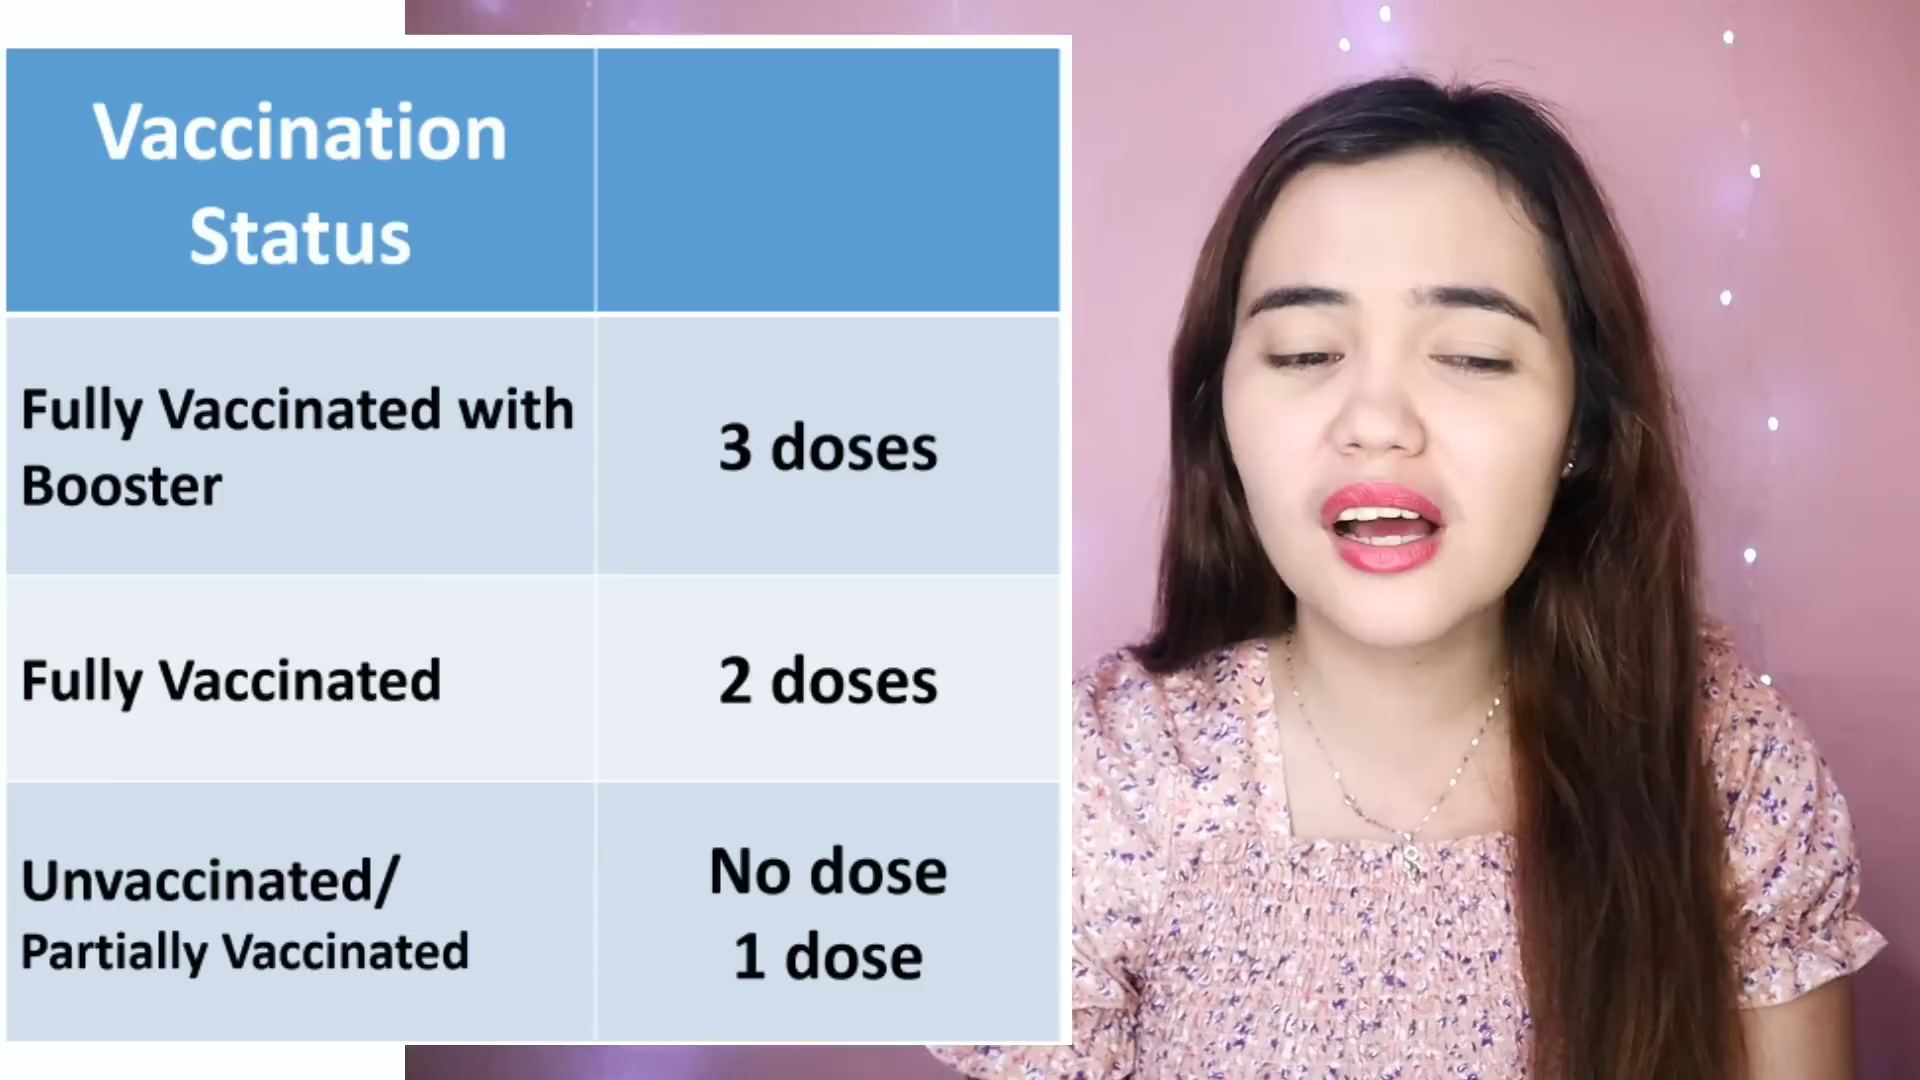 Vaccination
Status
Fully Vaccinated with
Booster
3 doses
Fully Vaccinated
2 doses
Unvaccinated/
Partially Vaccinated
No dose
1 dose